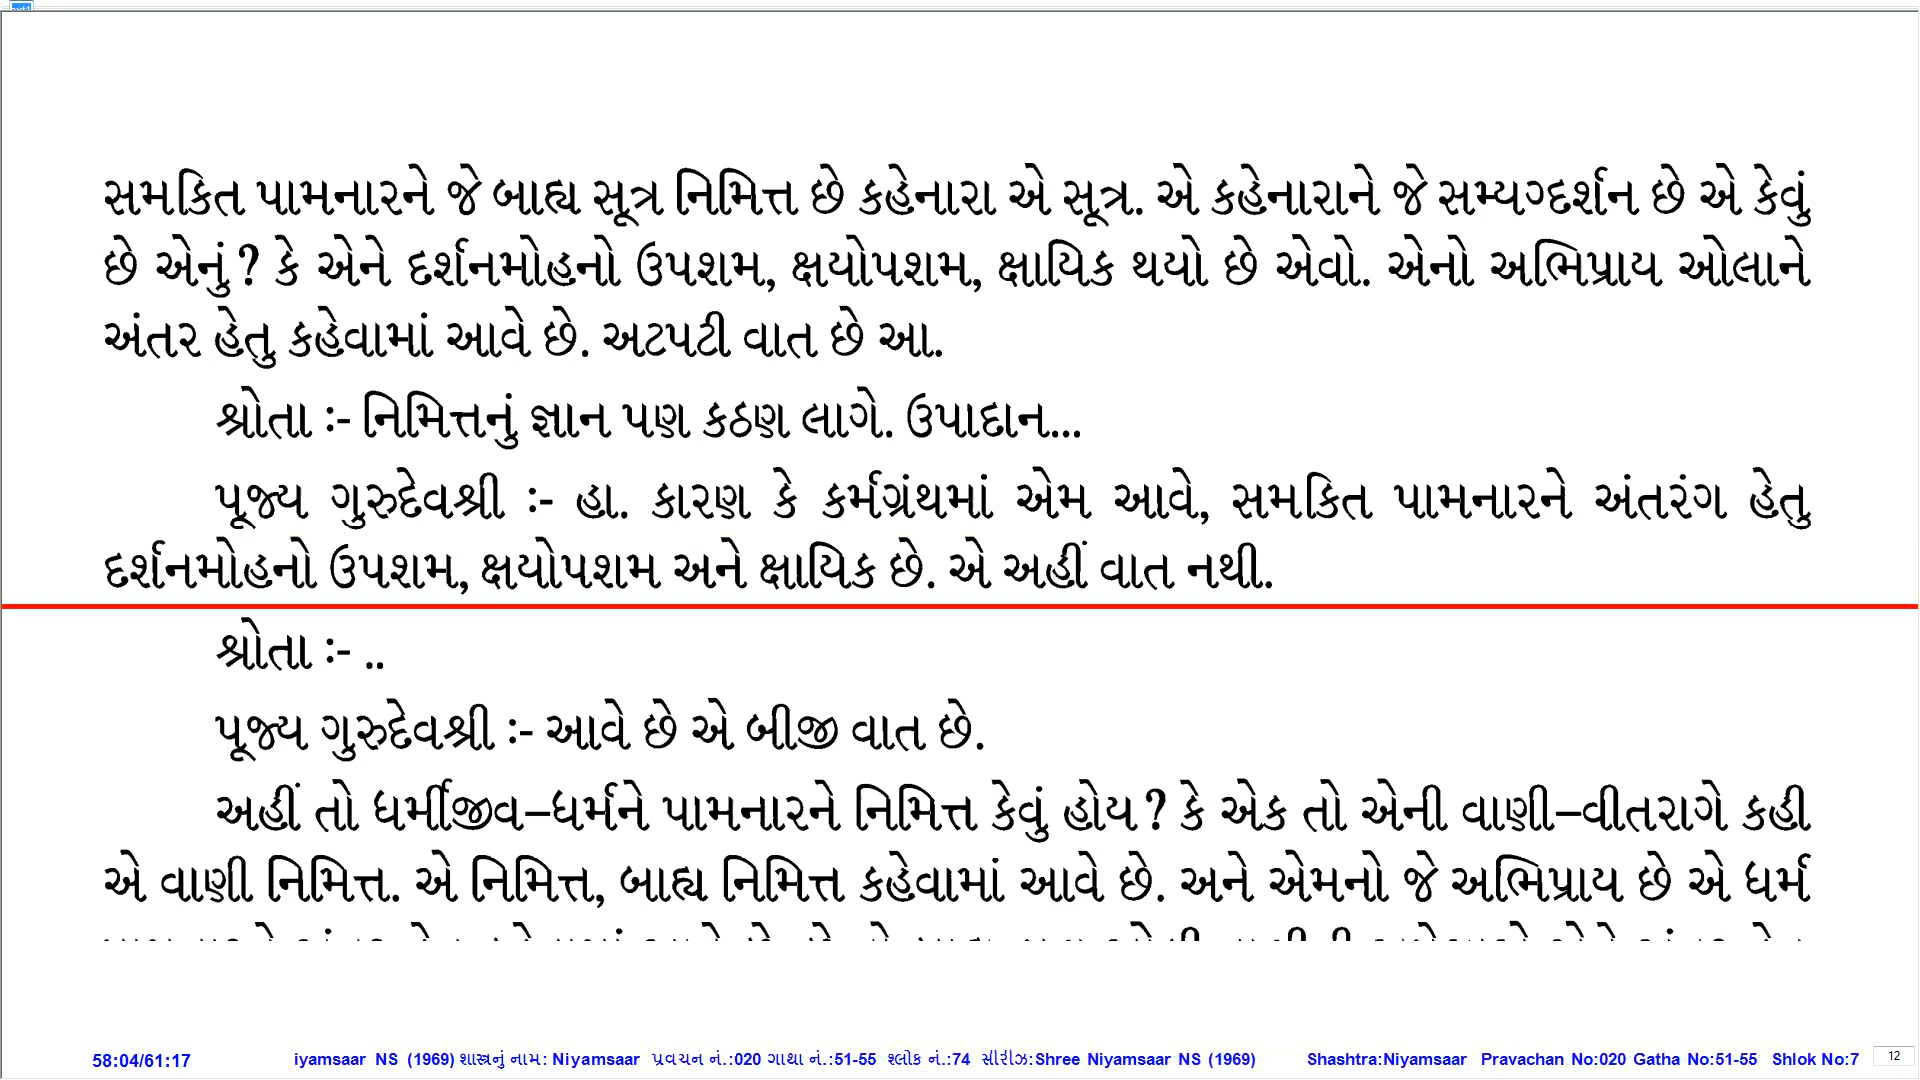 સમકિત પામનારને જે બાહ્ય સૂત્ર નિમિત્ત છે કહેનારા એ સૂત્ર. એ કહેનારાને જે સમ્યગ્દર્શન છે એ કેવું
છે એનું? કે એને દર્શનમોહનો ઉપશમ, ક્ષયોપશમ, ક્ષાયિક થયો છે એવો. એનો અભિપ્રાય ઓલાને
અંતર હેતુ કહેવામાં આવે છે. અટપટી વાત છે આ.
શ્રોતા ઃ- નિમિત્તનું જ્ઞાન પણ કઠણ લાગે. ઉપાદાન...
પૂજ્ય ગુરુદેવશ્રી ઃ- હા. કારણ કે કર્મગ્રંથમાં એમ આવે, સમકિત પામનારને અંતરંગ હેતુ
દર્શનમોહનો ઉપશમ, ક્ષયોપશમ અને ક્ષાયિક છે. એ અહીં વાત નથી.
શ્રોતા ઃ- ..
પૂજ્ય ગુરુદેવશ્રી ઃ- આવે છે એ બીજી વાત છે.
અહીં તો ધર્મીજીવ–ધર્મને પામનારને નિમિત્ત કેવું હોય? કે એક તો એની વાણી–વીતરાગે કહી
એ વાણી નિમિત્ત. એ નિમિત્ત, બાહ્ય નિમિત્ત કહેવામાં આવે છે. અને એમનો જે અભિપ્રાય છે એ ધર્મ
58:04/61:17 iyamsaar NS (1969) શાસ્ત્રનું નામ: Niyamsaar પ્રવચન નં.:020 ગાથા નં.:51-55 શ્લોક નં.:74 સીરીઝ:Shree Niyamsaar NS (1969) Shashtra:Niyamsaar Pravachan No:020 Gatha No:51-55 Shlok No:7 12